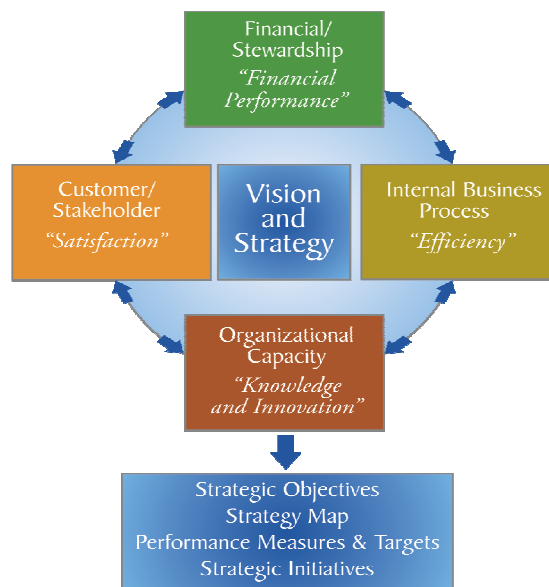 Financial/
Stewardship
“Financial
Performance”
Customer/
Stakeholder
“Satisfaction”
Vision
and
Strategy
Internal Business
Process
“Efficiency”
Organizational
Capacity
“Knowledge
and Innovation”
Strategic Objectives
Strategy Map
Performance Measures & Targets
Strategic Initiatives